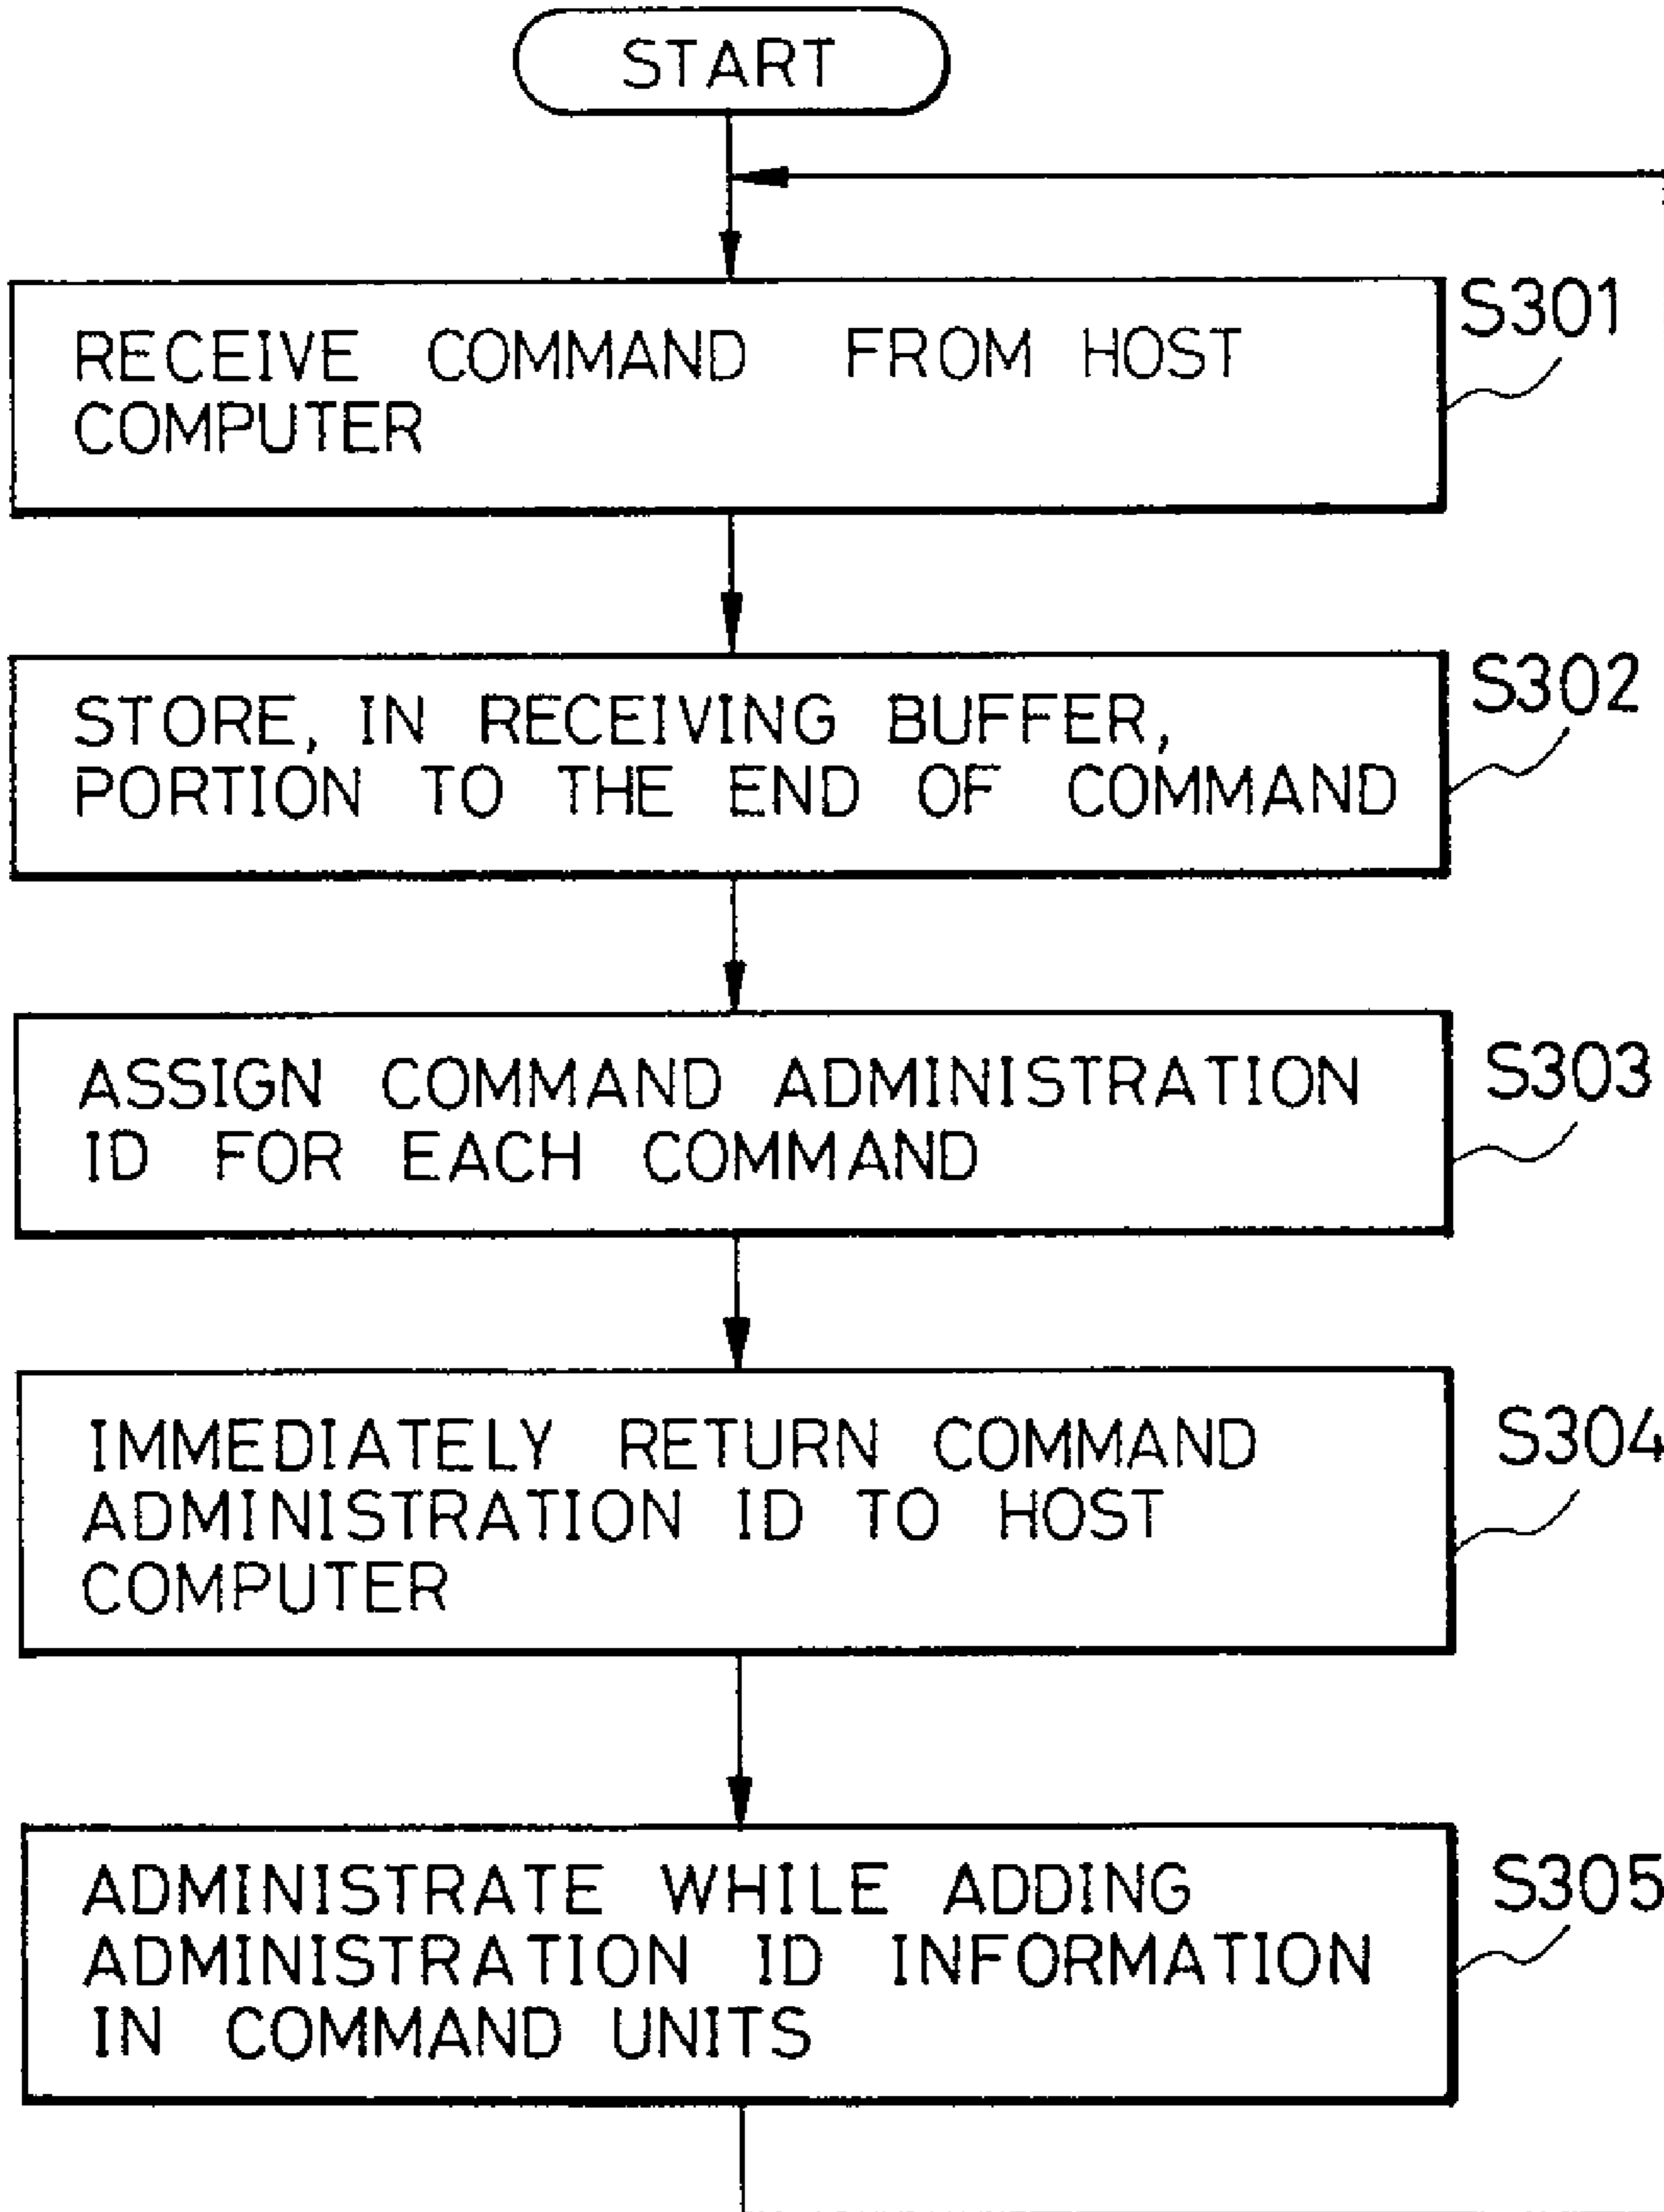 START
S301
RECEIVE COMMAND FROM HOST
COMPUTER
S302
STORE, IN RECEIVING BUFFER,
PORTION TO THE END OF COMMAND
S303
ASSIGN COMMAND ADMINISTRATION
ID FOR EACH COMMAND
S304
IMMEDIATELY RETURN COMMAND
ADMINISTRATION ID TO HOST
COMPUTER
S305
ADMINISTRATE WHILE ADDING
ADMINISTRATION ID INFORMATION
IN COMMAND UNITS